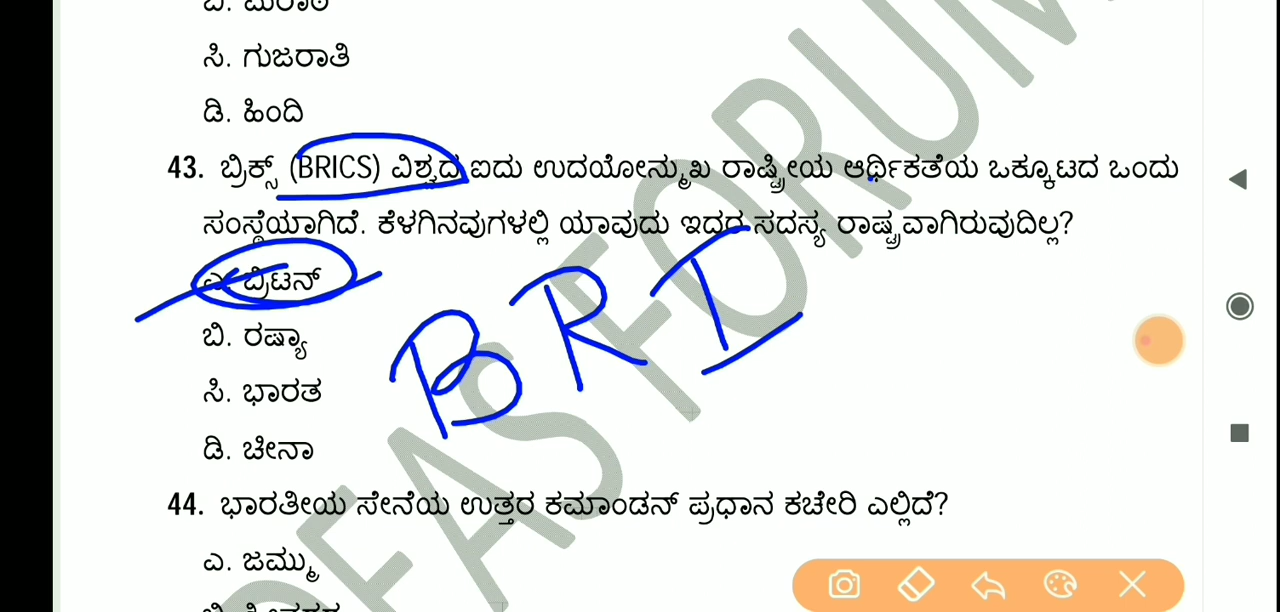 ಸಿ. ಗುಜರಾತಿ
ಡಿ. ಹಿಂದಿ
43. ಬ್ರಿಕ್ಸ್ (BRICS) ವಿಶ್ವದ ಐದು ಉದಯೋನ್ಮುಖ ರಾಷ್ಟ್ರೀಯ ಆರ್ಥಿಕತೆಯ ಒಕ್ಕೂಟದ ಒಂದು
ಸಂಸ್ಥೆಯಾಗಿದೆ. ಕೆಳಗಿನವುಗಳಲ್ಲಿ ಯಾವುದು ಇದರ ಸದಸ್ಯ ರಾಷ್ಟ್ರವಾಗಿರುವುದಿಲ್ಲ?
ಎ. ಬ್ರಿಟನ್
ಬಿ. ರಷ್ಯಾ
BRI
ಸಿ. ಭಾರತ
ಡಿ. ಚೀನಾ
44. ಭಾರತೀಯ ಸೇನೆಯ ಉತ್ತರ ಕಮಾಂಡನ್ ಪ್ರಧಾನ ಕಚೇರಿ ಎಲ್ಲಿದೆ?
ಎ. ಜಮ್ಮು